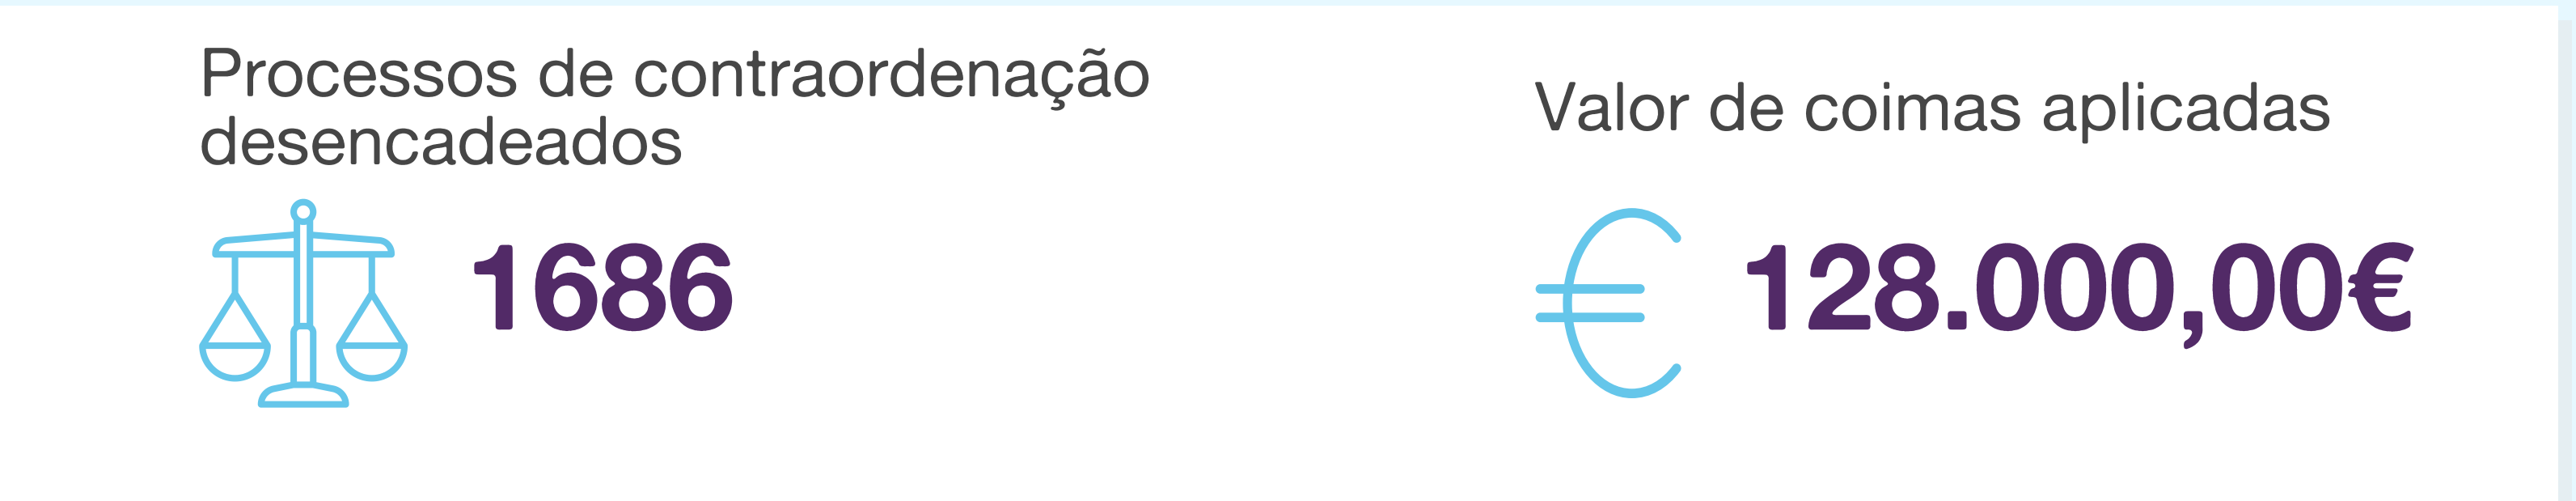 Processos de contraordenação
desencadeados
1686
Valor de coimas aplicadas
128.000,00€